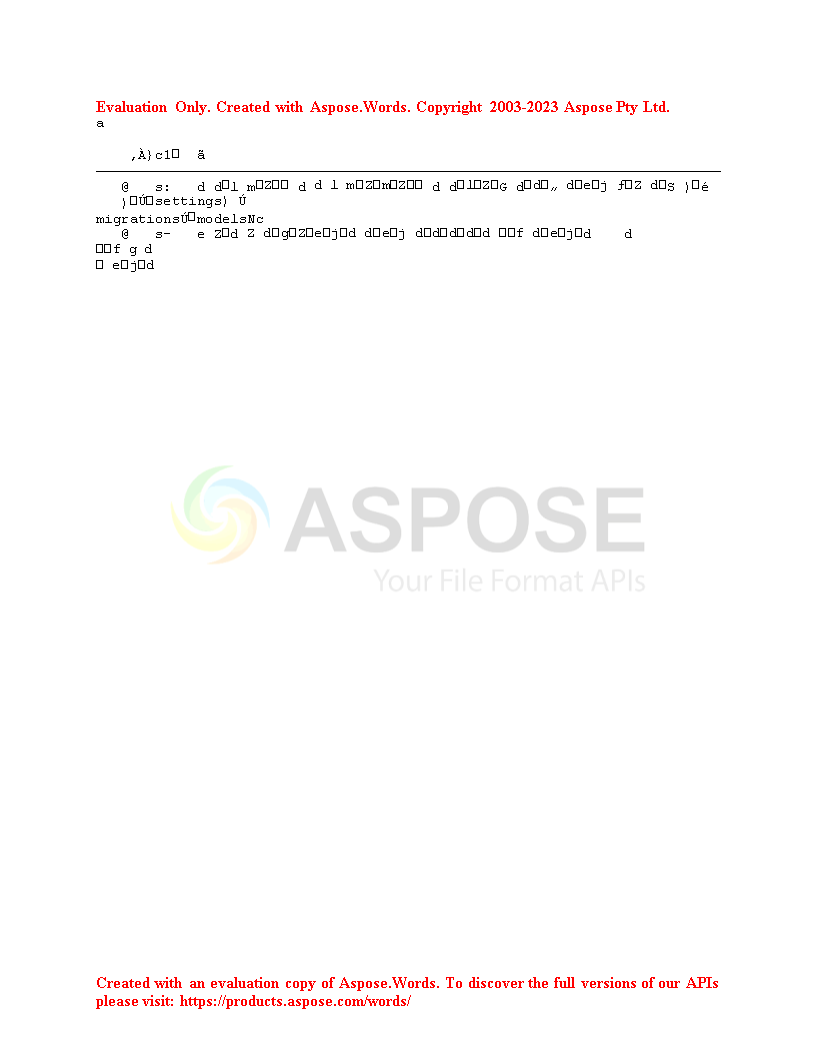 Evaluation Only. Created with Aspose.Words. Copyright 2003-2023 Aspose Pty Ltd.
a
‚À}c1□ ã
@ s: d d□l m□Z□□ d d l m□Z□m□Z□□ d d□l□Z□G d□d□„ d□e□j ƒ□Z d□S )□é
)□Ú□settings) Ú
migrationsÚ□modelsNc
@ s– e Z□d Z d□g□Z□e□j□d d□e□j d□d□d□d□d □□f d□e□j□d d
□□f g d
□ e□j□d
ASPOSE
Your File Format APIs
Created with an evaluation copy of Aspose.Words. To discover the full versions of our APIs
please visit: https://products.aspose.com/words/